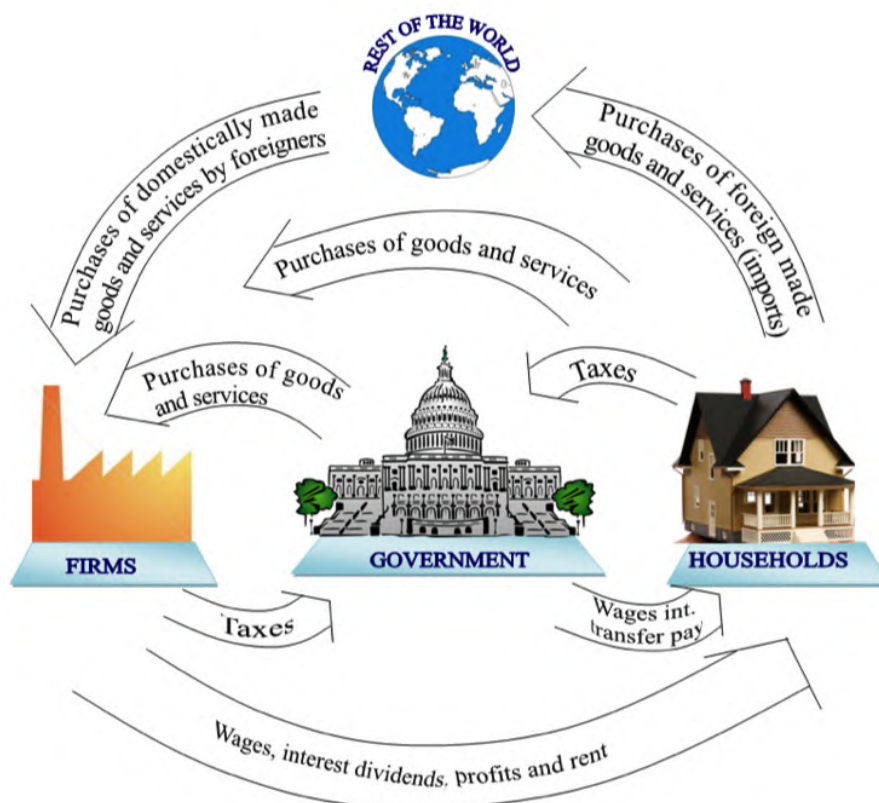 REST OF THE WORLD
Purchases of domestically made
goods and services by foreigners
Purchases of foreign made
goods and services (imports)
Purchases of goods and services
Purchases of goods
and services
Taxes
FIRMS
GOVERNMENT
HOUSEHOLDS
Taxes
Wages int.
transfer pay
Wages, interest dividends, profits and rent